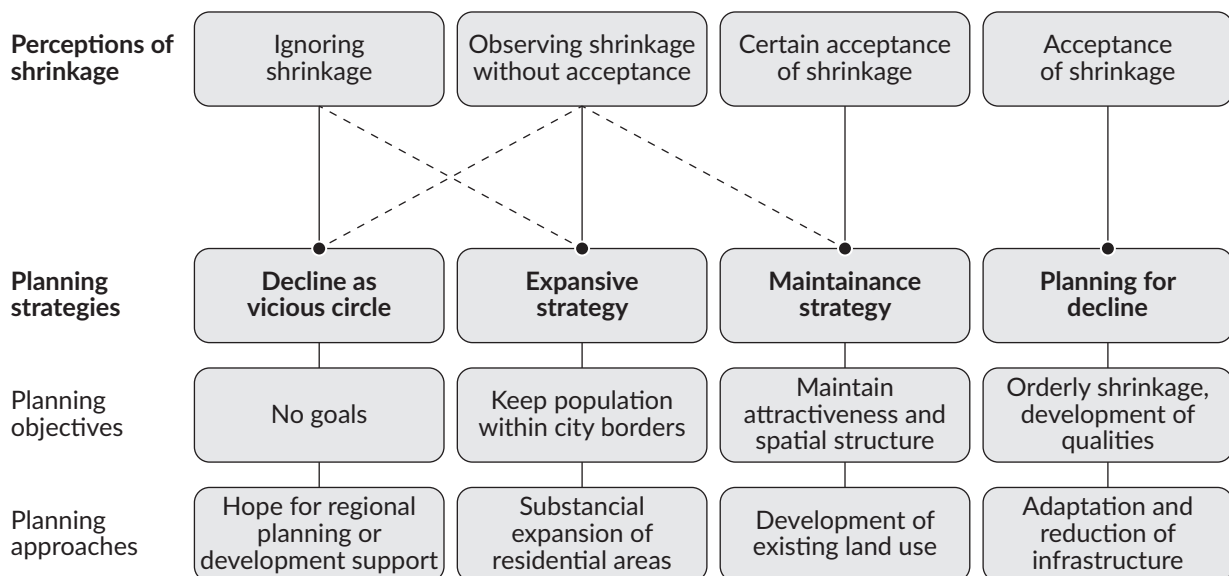 Perceptions of
shrinkage
Ignoring
shrinkage
Observing shrinkage
without acceptance
Certain acceptance
of shrinkage
Acceptance
of shrinkage
Planning
strategies
Decline as
vicious circle
Expansive
strategy
Maintainance
strategy
Planning for
decline
Planning
objectives
No goals
Keep population
within city borders
Maintain
attractiveness and
spatial structure
Orderly shrinkage,
development of
qualities
Planning
approaches
Hope for regional
planning or
development support
Substancial
expansion of
residential areas
Development of
existing land use
Adaptation and
reduction of
infrastructure